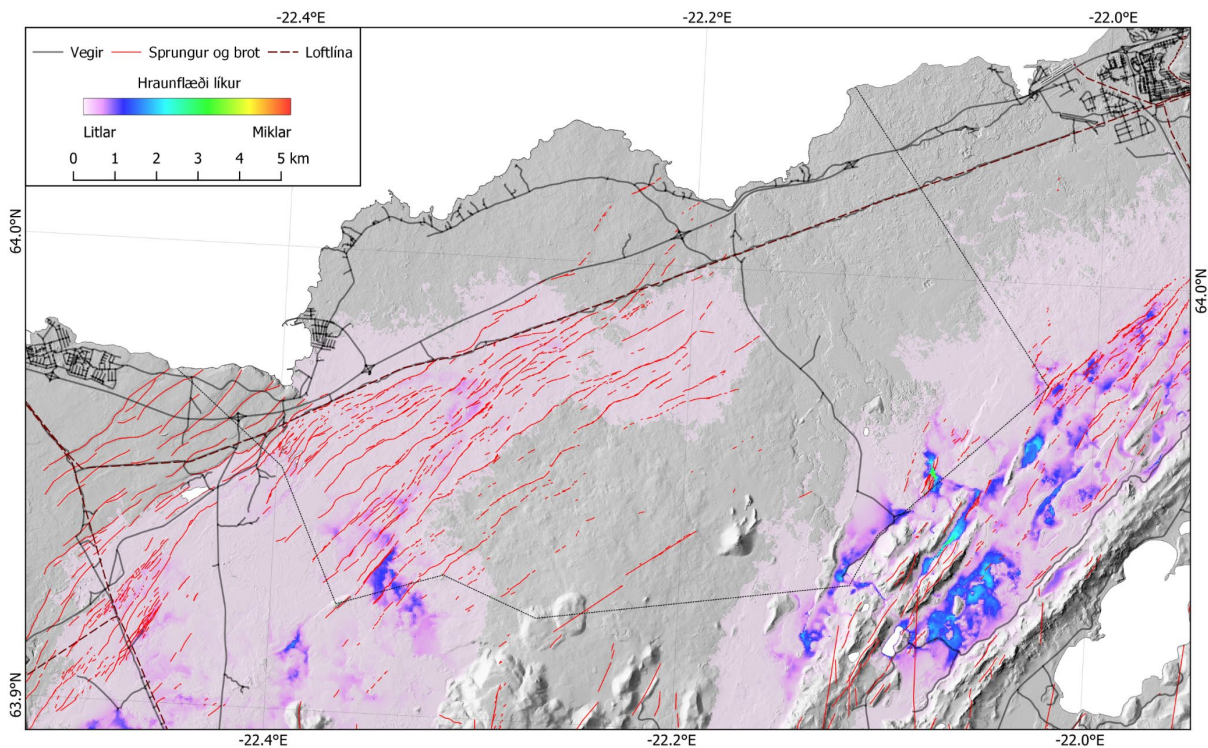 -22.4°E -22.2°E -22.0°E
Vegir Sprungur og brot Loftlína
Hraunflæði líkur
Litlar Miklar
0 1 2 3 4 5 km
64.0°N
64.0°N
63.9°N
-22.4°E -22.2°E -22.0°E